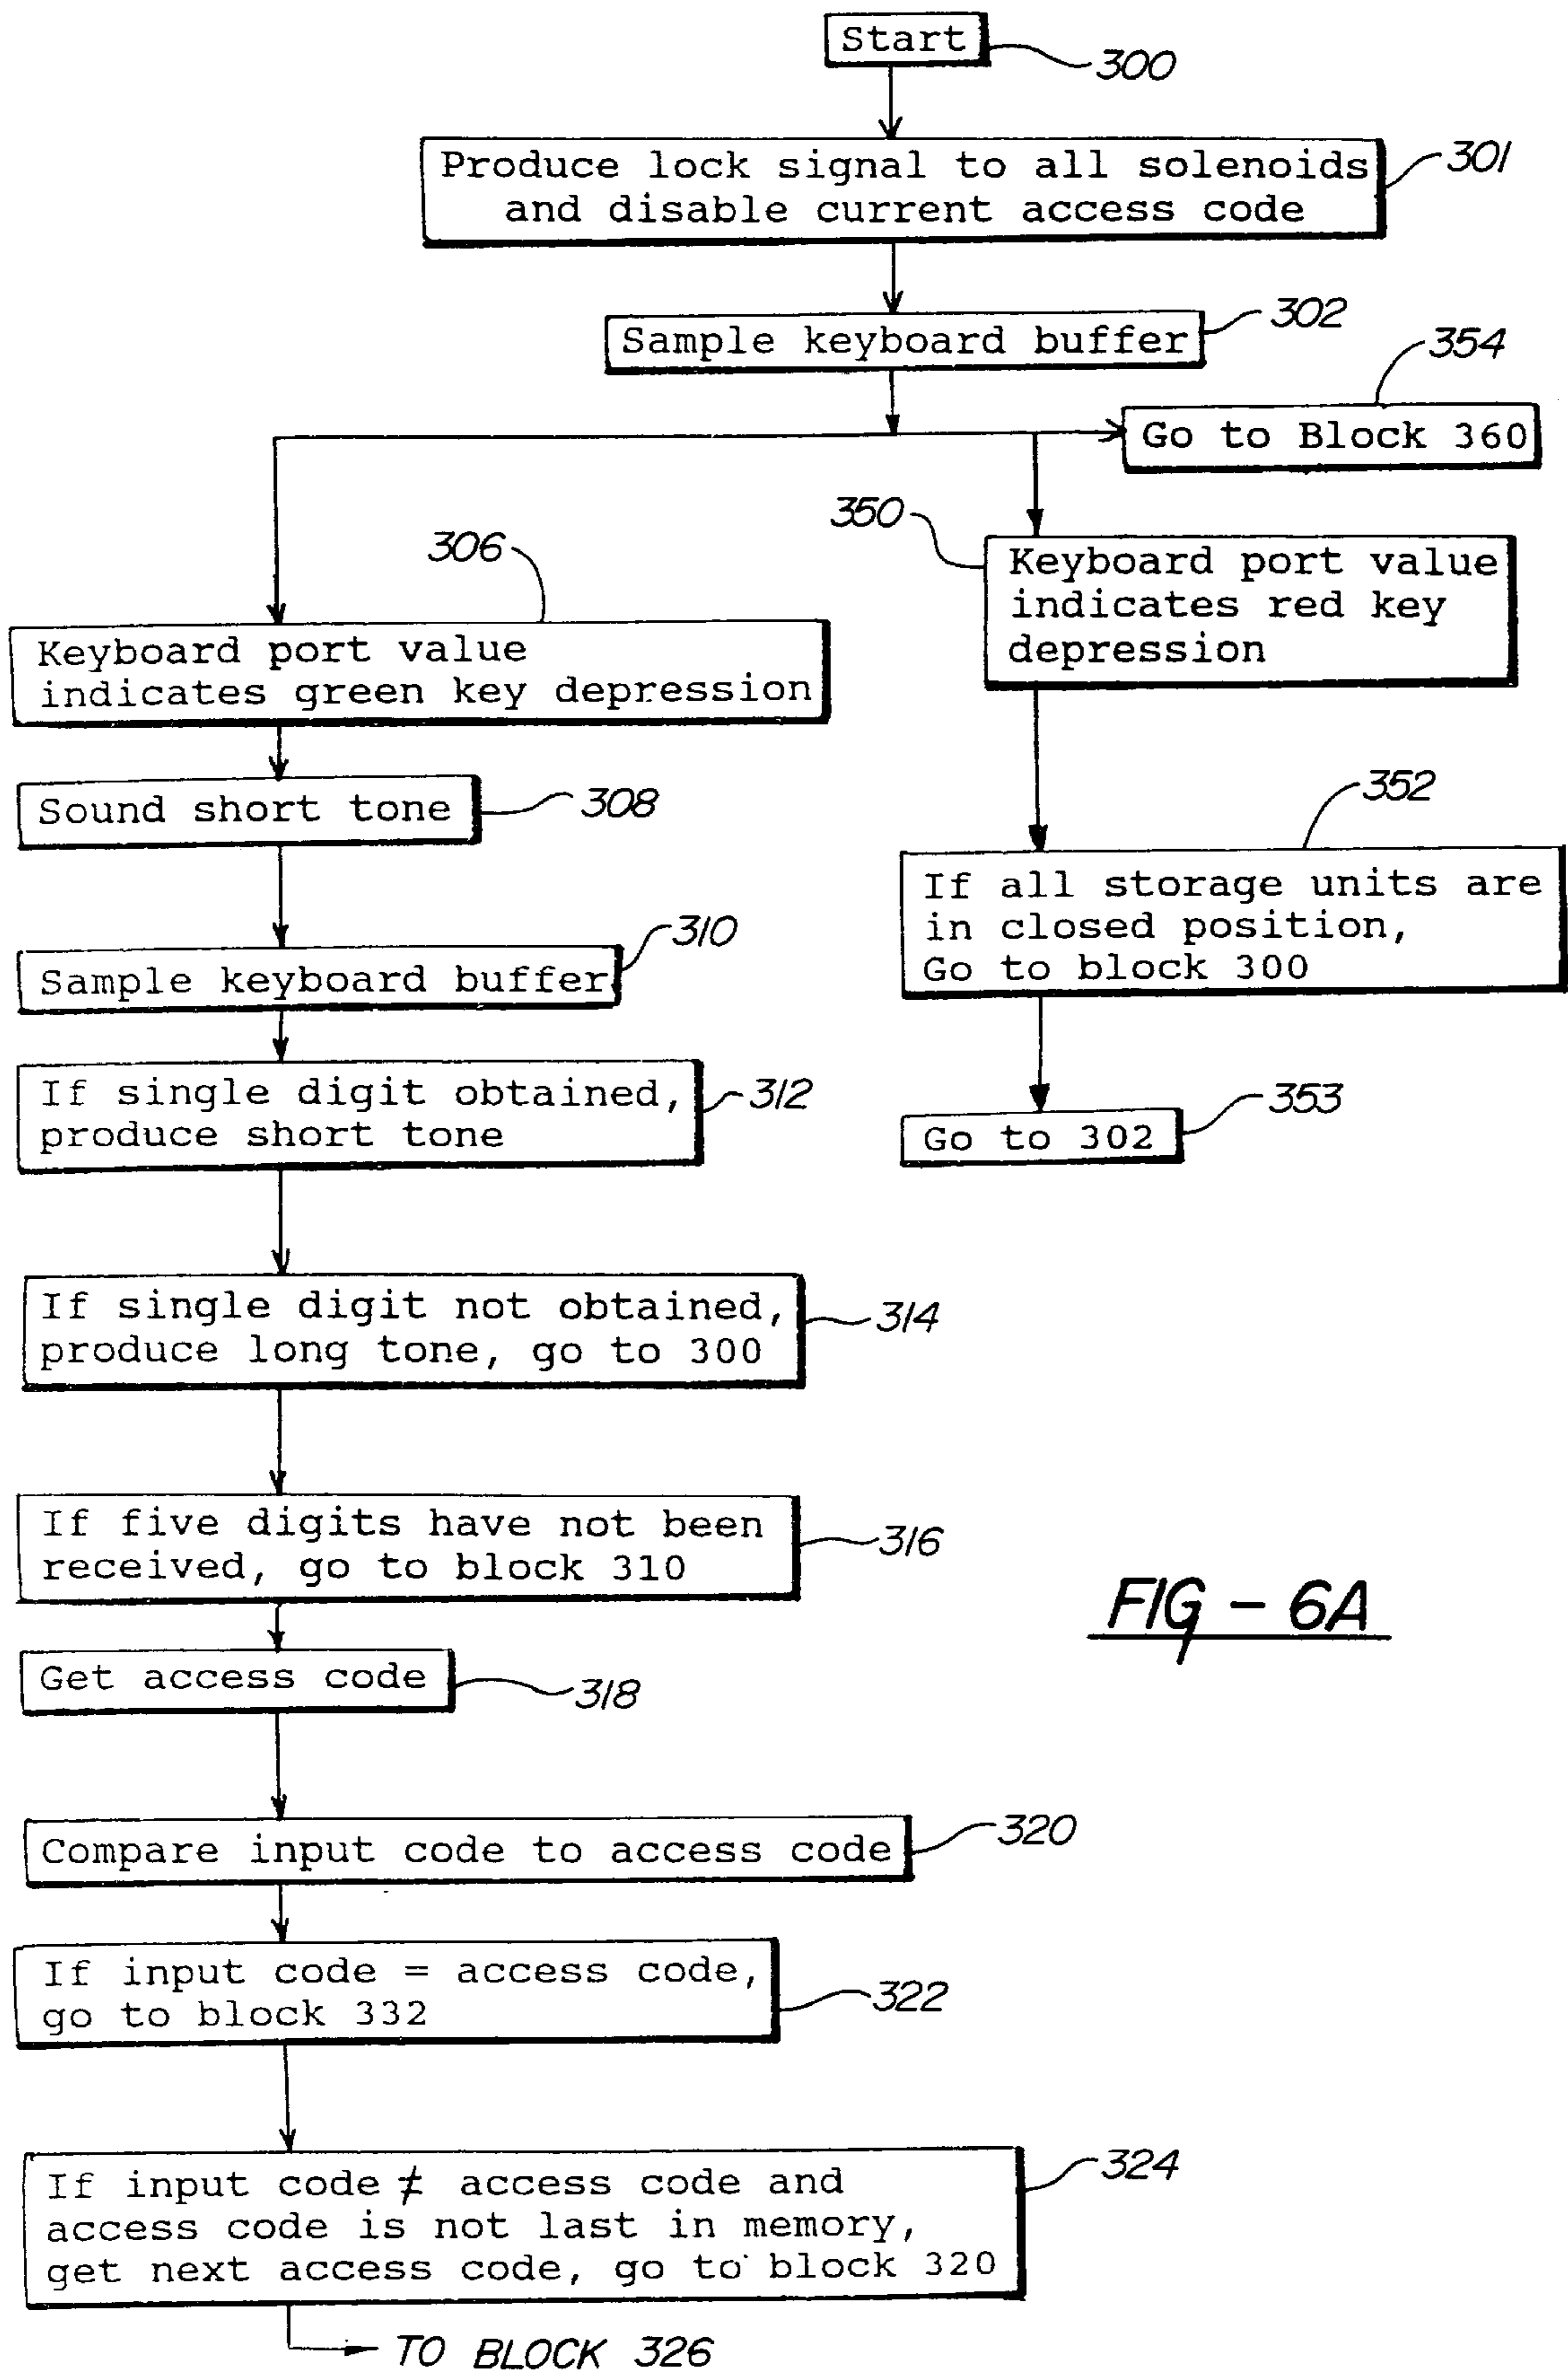 Start
300
Produce lock signal to all solenoids
and disable current access code
301
Sample keyboard buffer
302
354
Go to Block 360
350
Keyboard port value
indicates red key
depression
306
Keyboard port value
indicates green key depression
Sound short tone
308
352
If all storage units are
in closed position,
Go to block 300
Sample keyboard buffer
310
If single digit obtained,
produce short tone
312
Go to 302
353
If single digit not obtained,
produce long tone, go to 300
314
If five digits have not been
received, go to block 310
316
FIG - 6A
Get access code
318
Compare input code to access code
320
If input code = access code,
go to block 332
322
If input code ≠ access code and
access code is not last in memory,
get next access code, go to block 320
324
TO BLOCK 326